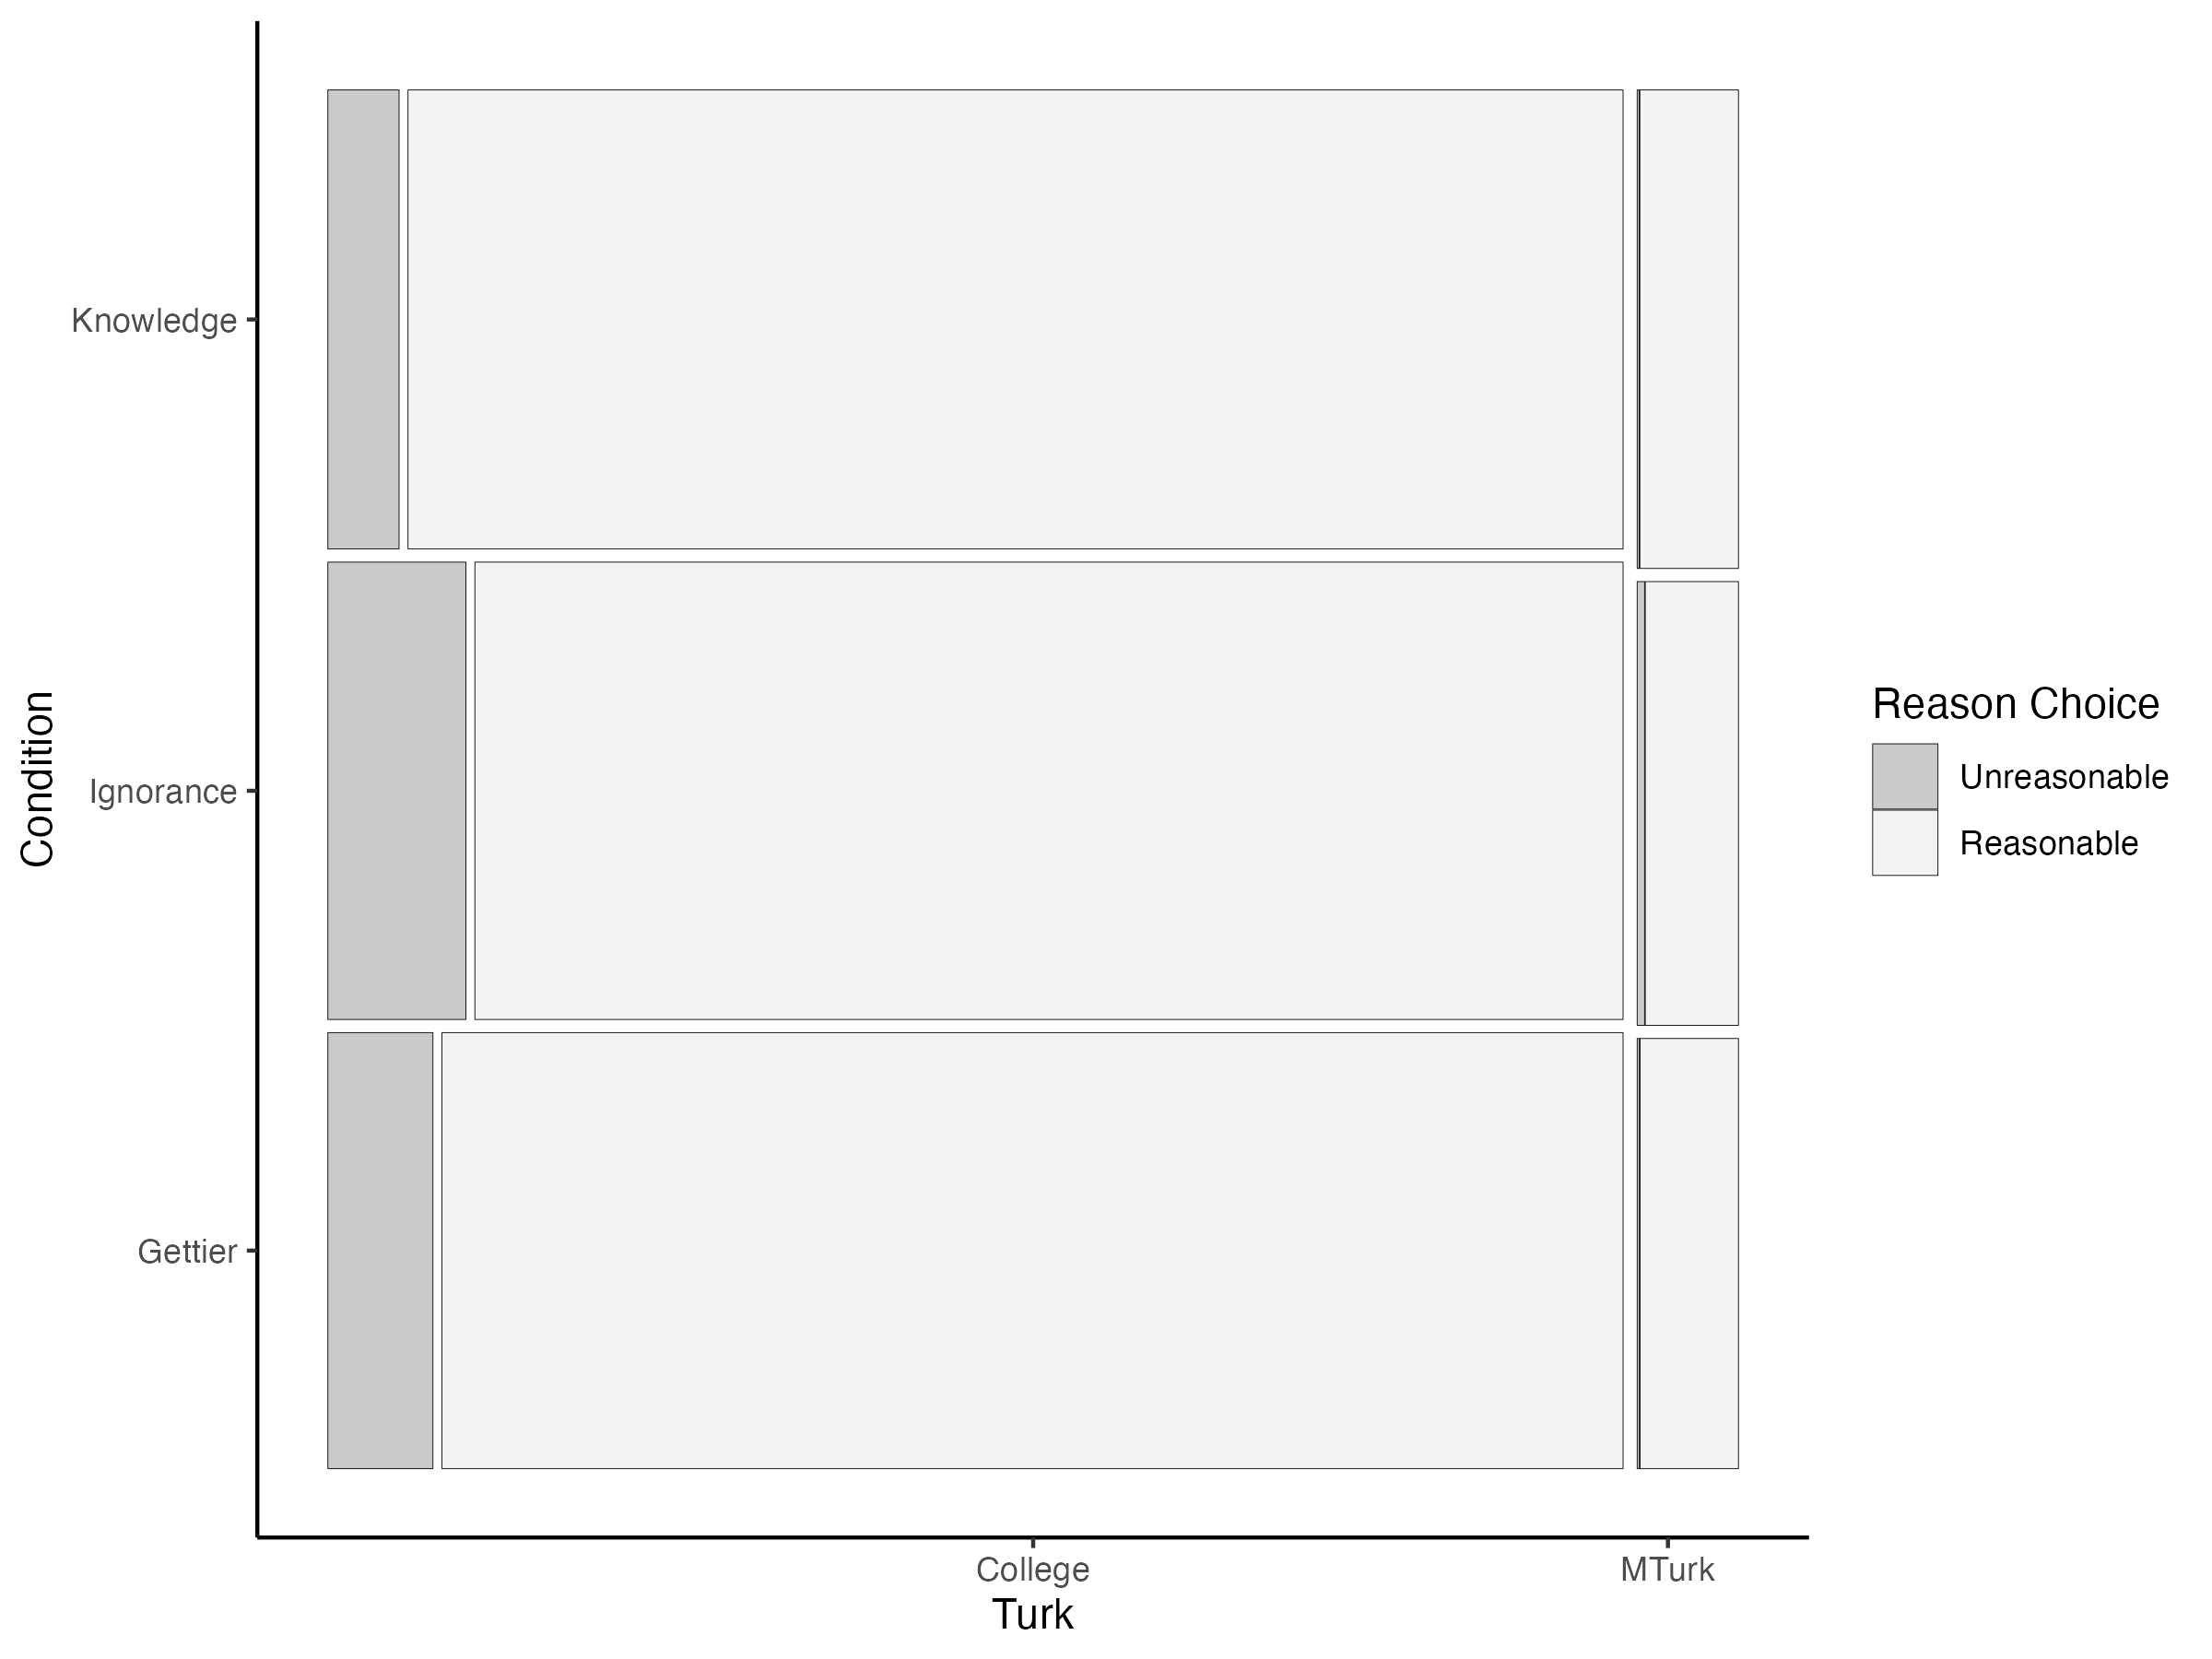 Condition
Knowledge
Ignorance
Gettier
College
MTurk
Turk
Reason Choice
Unreasonable
Reasonable